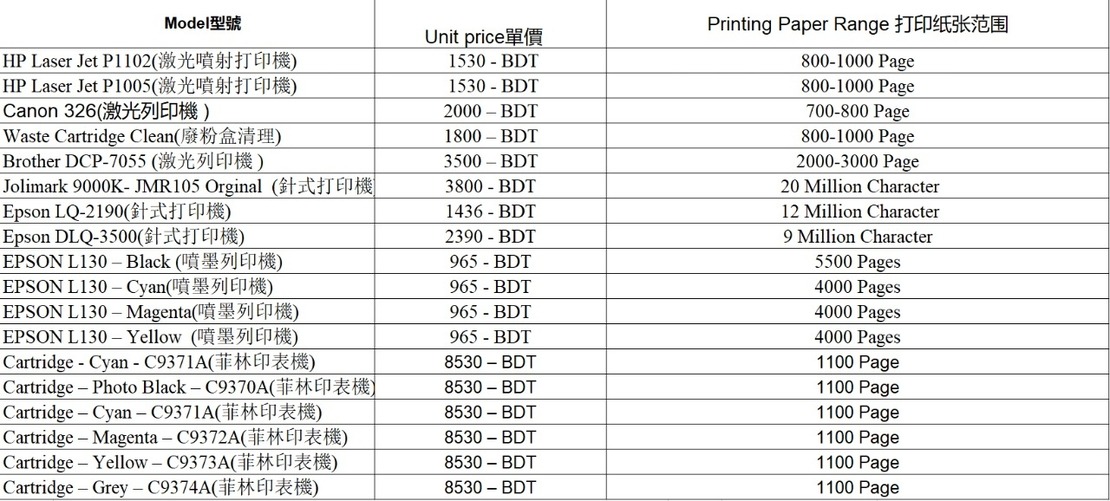 Model型號 Unit price單價 Printing Paper Range 打印纸张范围
HP Laser Jet P1102(激光噴射打印機) 1530 - BDT 800-1000 Page
HP Laser Jet P1005(激光噴射打印機) 1530 - BDT 800-1000 Page
Canon 326(激光列印機 ) 2000 – BDT 700-800 Page
Waste Cartridge Clean(廢粉盒清理) 1800 - BDT 800-1000 Page
Brother DCP-7055 (激光列印機 ) 3500 – BDT 2000-3000 Page
Jolimark 9000K- JMR105 Orginal (針式打印機 3800 - BDT 20 Million Character
Epson LQ-2190(針式打印機) 1436 - BDT 12 Million Character
Epson DLQ-3500(針式打印機) 2390 - BDT 9 Million Character
EPSON L130 – Black (噴墨列印機) 965 - BDT 5500 Pages
EPSON L130 – Cyan(噴墨列印機) 965 - BDT 4000 Pages
EPSON L130 – Magenta(噴墨列印機) 965 - BDT 4000 Pages
EPSON L130 – Yellow (噴墨列印機) 965 - BDT 4000 Pages
Cartridge - Cyan - C9371A(菲林印表機) 8530 – BDT 1100 Page
Cartridge – Photo Black – C9370A(菲林印表機) 8530 – BDT 1100 Page
Cartridge – Cyan – C9371A(菲林印表機) 8530 – BDT 1100 Page
Cartridge – Magenta – C9372A(菲林印表機) 8530 – BDT 1100 Page
Cartridge – Yellow – C9373A(菲林印表機) 8530 – BDT 1100 Page
Cartridge – Grey – C9374A(菲林印表機) 8530 – BDT 1100 Page